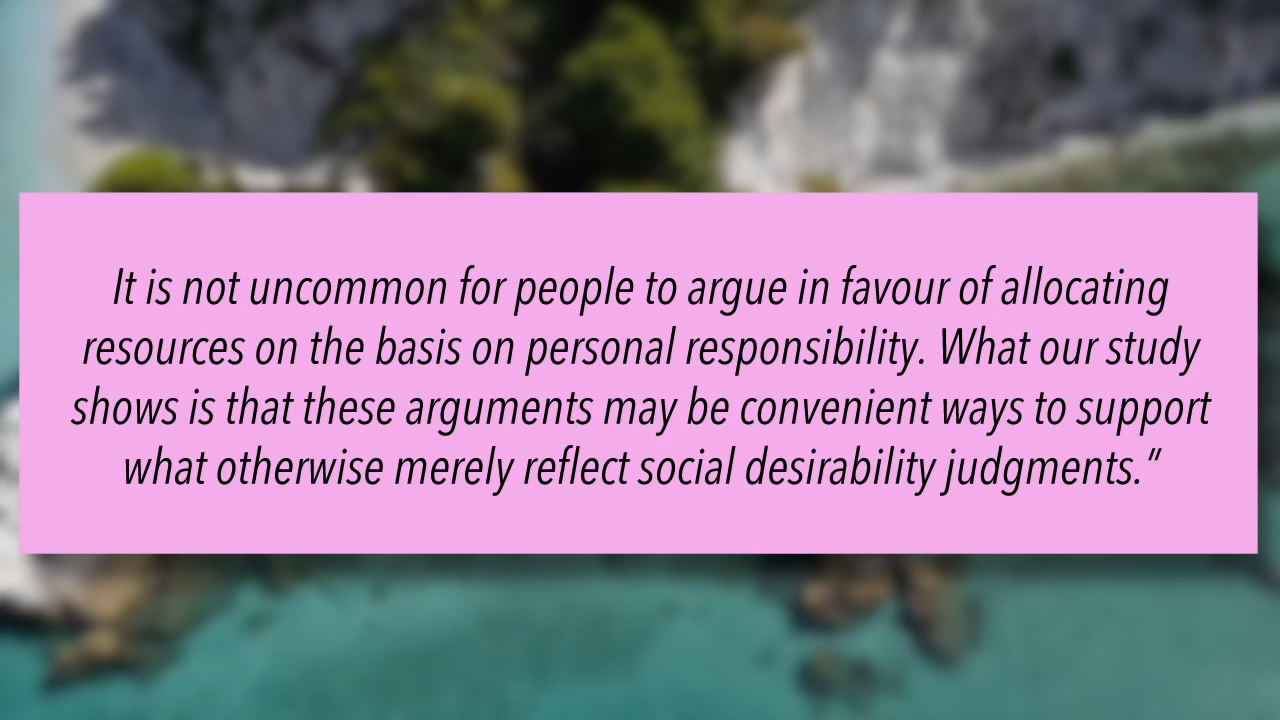 It is not uncommon for people to argue in favour of allocating
resources on the basis on personal responsibility. What our study
shows is that these arguments may be convenient ways to support
what otherwise merely reflect social desirability judgments.”